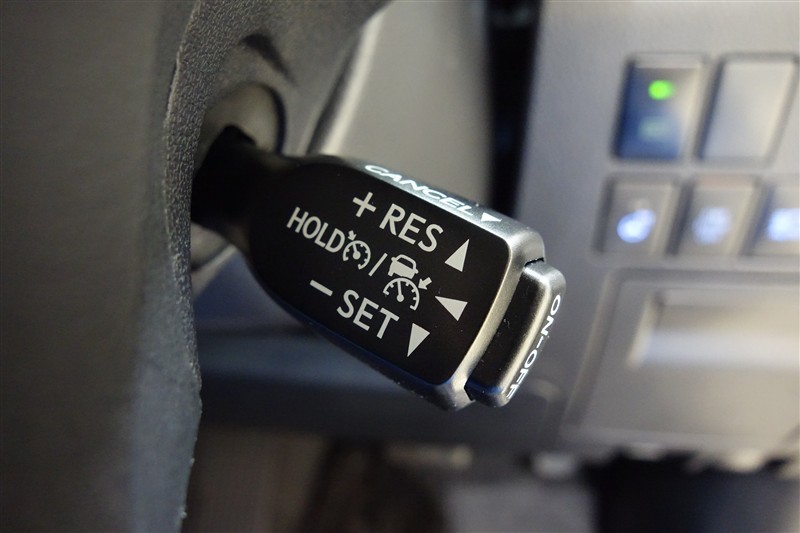 CANCEL▼
+ RES ▲
HOLD /
- SET ▼
ON-OFF